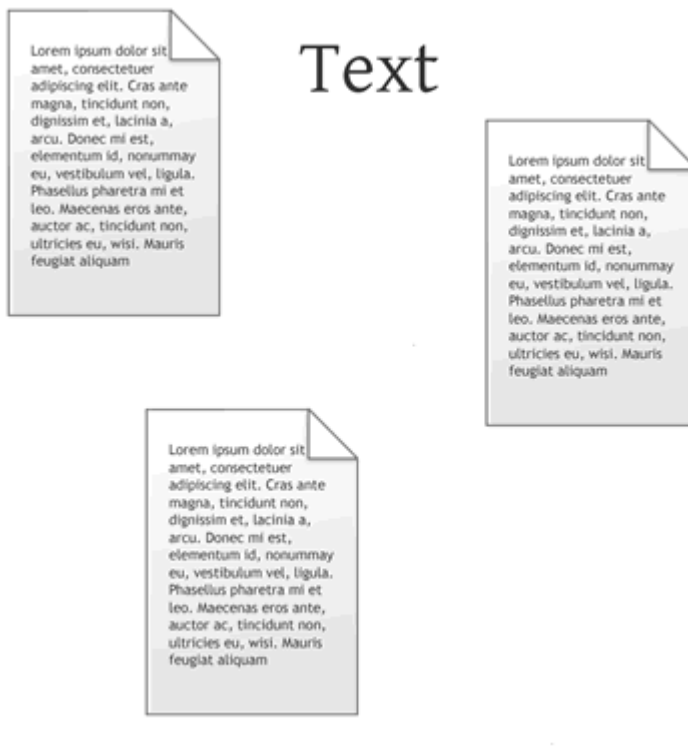 Lorem ipsum dolor sit
amet, consectetuer
adipiscing elit. Cras ante
magna, tincidunt non,
dignissim et, lacinia a,
arcu. Donec mi est,
elementum id, nonummay
eu, vestibulum vel, ligula.
Phasellus pharetra mi et
leo. Maecenas eros ante,
auctor ac, tincidunt non,
ultricies eu, wisi. Mauris
feugiat aliquam
Text
Lorem ipsum dolor sit
amet, consectetuer
adipiscing elit. Cras ante
magna, tincidunt non,
dignissim et, lacinia a,
arcu. Donec mi est,
elementum id, nonummay
eu, vestibulum vel, ligula.
Phasellus pharetra mi et
leo. Maecenas eros ante,
auctor ac, tincidunt non,
ultricies eu, wisi. Mauris
feugiat aliquam
Lorem ipsum dolor sit
amet, consectetuer
adipiscing elit. Cras ante
magna, tincidunt non,
dignissim et, lacinia a,
arcu. Donec mi est,
elementum id, nonummay
eu, vestibulum vel, ligula.
Phasellus pharetra mi et
leo. Maecenas eros ante,
auctor ac, tincidunt non,
ultricies eu, wisi. Mauris
feugiat aliquam